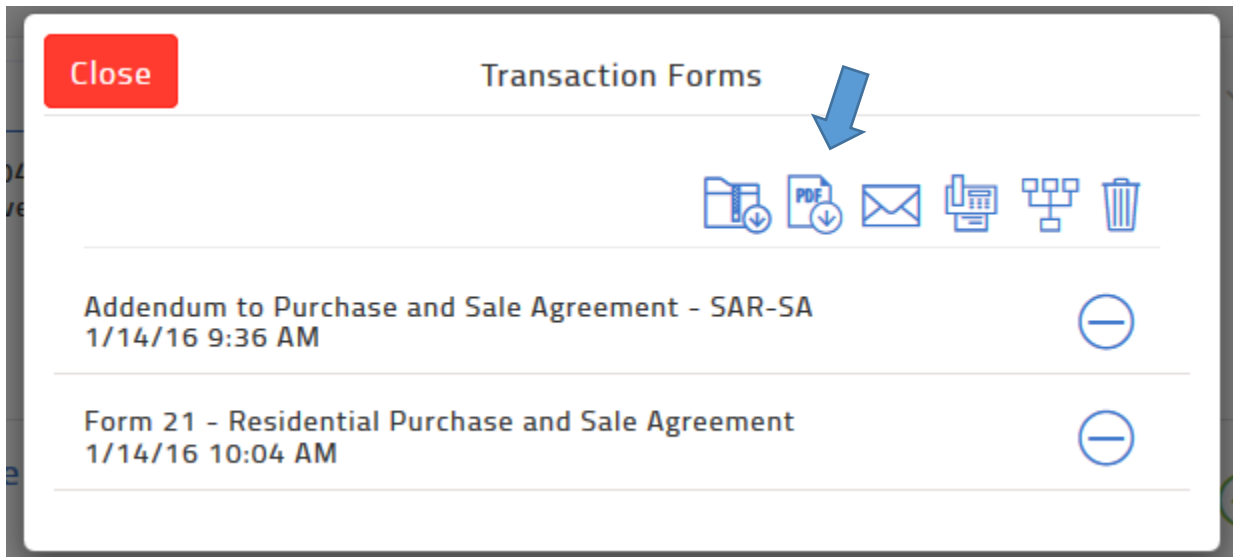 Close
Transaction Forms
PDF
Addendum to Purchase and Sale Agreement - SAR-SA
1/14/16 9:36 AM
Form 21 - Residential Purchase and Sale Agreement
1/14/16 10:04 AM